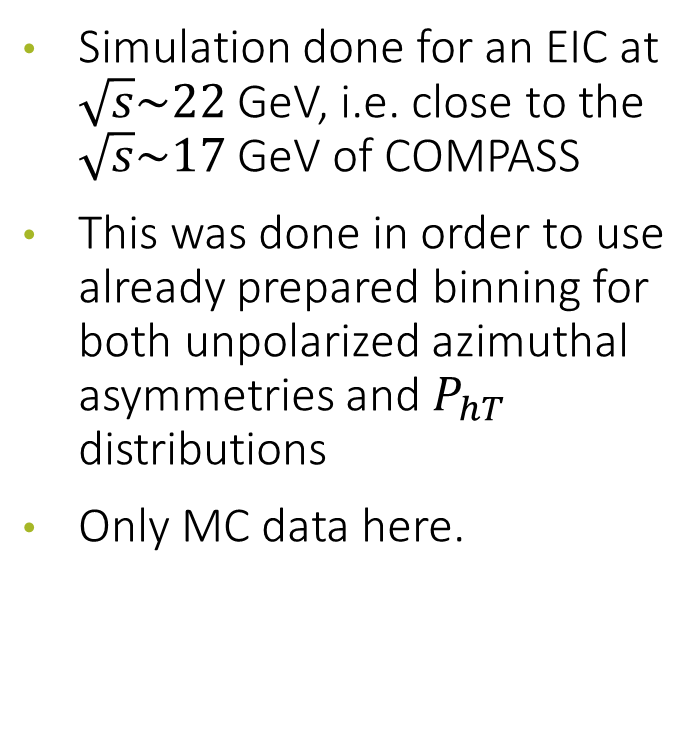 • Simulation done for an EIC at
√s~22 GeV, i.e. close to the
√s~17 GeV of COMPASS
• This was done in order to use
already prepared binning for
both unpolarized azimuthal
asymmetries and P_hT
distributions
• Only MC data here.